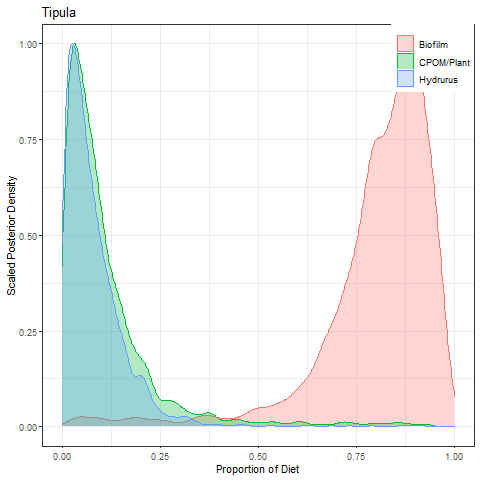 Tipula
Biofilm
CPOM/Plant
Hydrurus
Scaled Posterior Density
1.00
0.75
0.50
0.25
0.00
0.00 0.25 0.50 0.75 1.00
Proportion of Diet